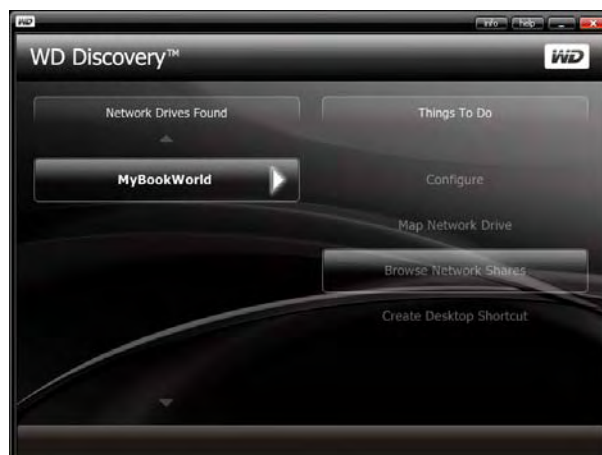 WD info help
WD Discovery™ WD
Network Drives Found
MyBookWorld
Things To Do
Configure
Map Network Drive
Browse Network Shares
Create Desktop Shortcut